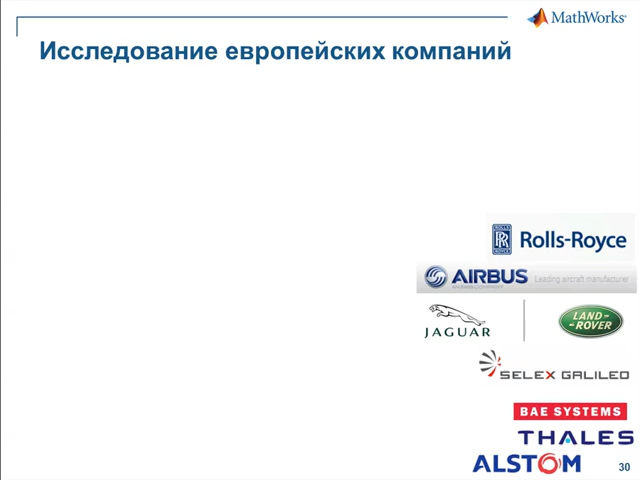 MathWorks®
Исследование европейских компаний
Rolls-Royce
AIRBUS Leading aircraft manufacturer
JAGUAR
LAND-
-ROVER
SELEX GALILEO
BAE SYSTEMS
THALES
ALSTOM
30